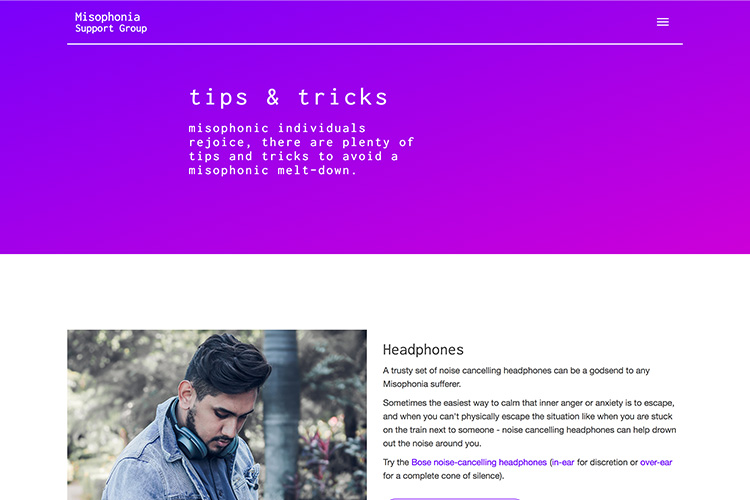 Misophonia
Support Group
tips & tricks
misophonic individuals
rejoice, there are plenty of
tips and tricks to avoid a
misophonic melt-down.
Headphones
A trusty set of noise cancelling headphones can be a godsend to any
Misophonia sufferer.
Sometimes the easiest way to calm that inner anger or anxiety is to escape,
and when you can't physically escape the situation like when you are stuck
on the train next to someone - noise cancelling headphones can help drown
out the noise around you.
Try the Bose noise-cancelling headphones (in-ear for discretion or over-ear
for a complete cone of silence).